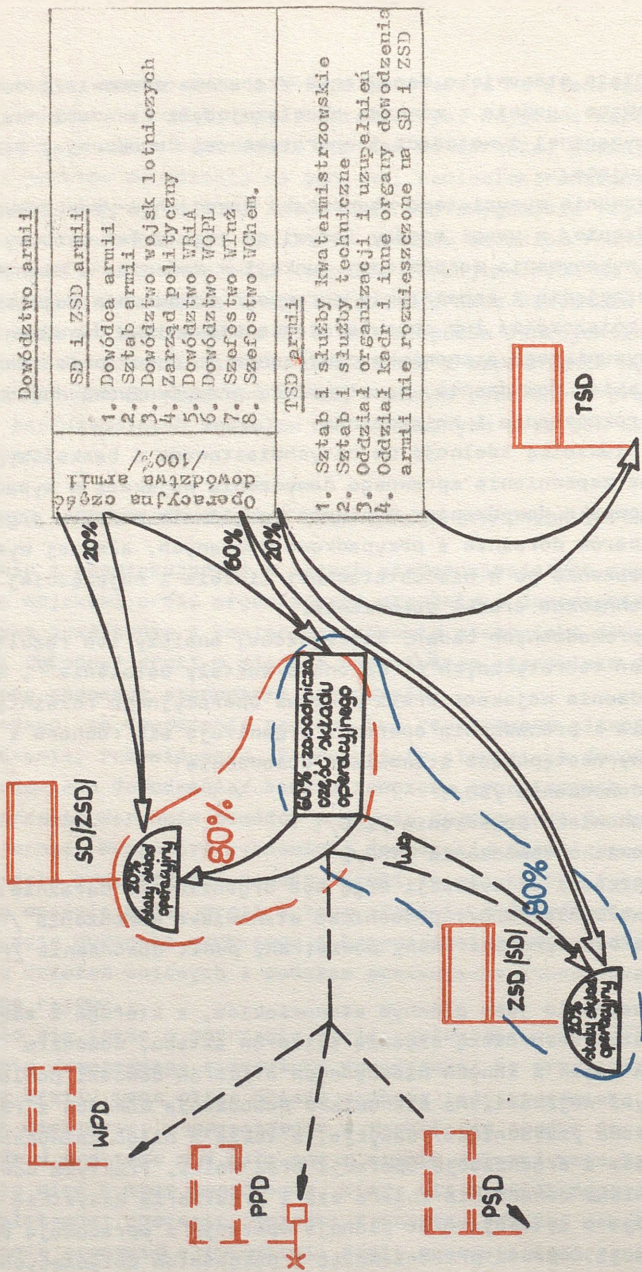 Dowództwo armii
SD i ZSD armii
1. Dowódca armii
2. Sztab armii
3. Dowództwo wojsk lotniczych
4. Zarząd polityczny
5. Dowództwo WRiA
6. Dowództwo WOPL
7. Szefostwo WInż.
8. Szefostwo WChem.
TSD armii
1. Sztab i służby kwatermistrzowskie
2. Sztab i służby techniczne
3. Oddział organizacji i uzupełnień
4. Oddział kadr i inne organy dowodzenia
armii nie rozmieszczone na SD i ZSD
Operacyjna część
dowództwa armii
/100%/
20%
60%
20%
TSD
SD/ZSD/
20%
stały skład
operacyjny
80%
60%-zasadnicza
część składu
operacyjnego
lub
80%
ZSD/SD/
20%
stały skład
operacyjny
WPD
PPD
PSD